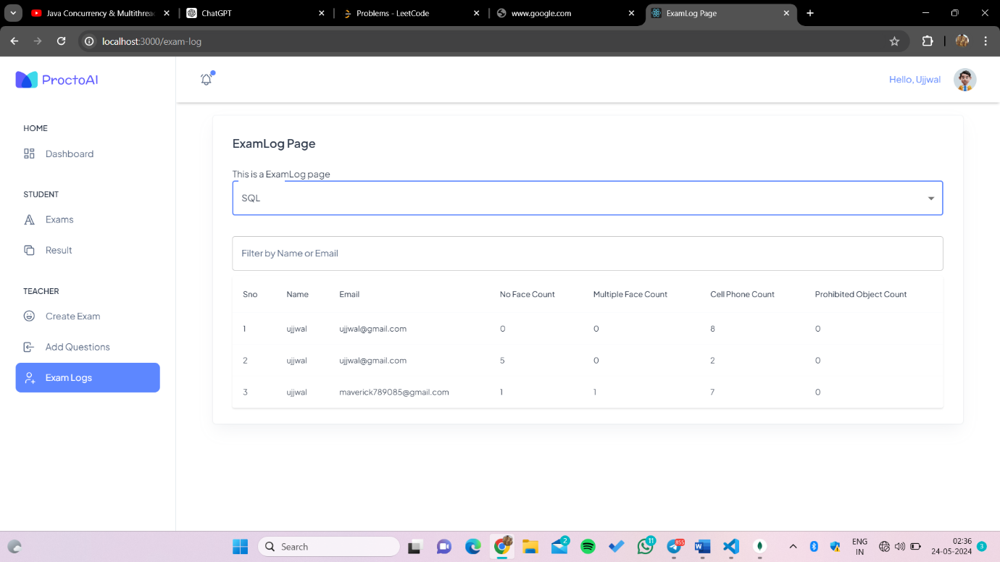 Java Concurrency & Multithrea
ChatGPT
Problems - LeetCode
www.google.com
ExamLog Page
localhost:3000/exam-log
ProctoAI
Hello, Ujjwal
HOME
Dashboard
STUDENT
Exams
Result
TEACHER
Create Exam
Add Questions
Exam Logs
ExamLog Page
This is a ExamLog page
SQL
Filter by Name or Email
Sno Name Email No Face Count Multiple Face Count Cell Phone Count Prohibited Object Count
1 ujjwal ujjwal@gmail.com 0 0 8 0
2 ujjwal ujjwal@gmail.com 5 0 2 0
3 ujjwal maverick789085@gmail.com 1 1 7 0
Search
2
11
855
ENG
IN
02:36
24-05-2024
3